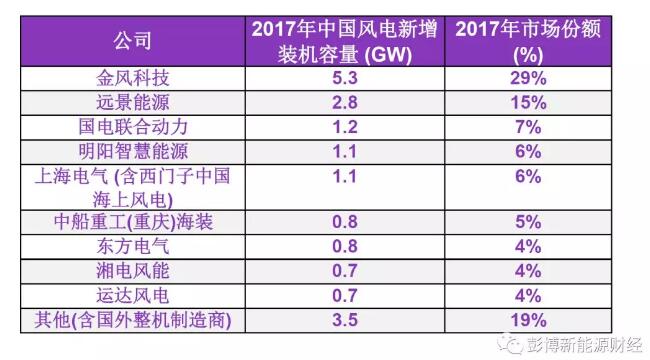 公司 2017年中国风电新增装机容量 (GW) 2017年市场份额 (%)
金风科技 5.3 29%
远景能源 2.8 15%
国电联合动力 1.2 7%
明阳智慧能源 1.1 6%
上海电气 (含西门子中国海上风电) 1.1 6%
中船重工(重庆)海装 0.8 5%
东方电气 0.8 4%
湘电风能 0.7 4%
运达风电 0.7 4%
其他(含国外整机制造商) 3.5 19%
彭博新能源财经